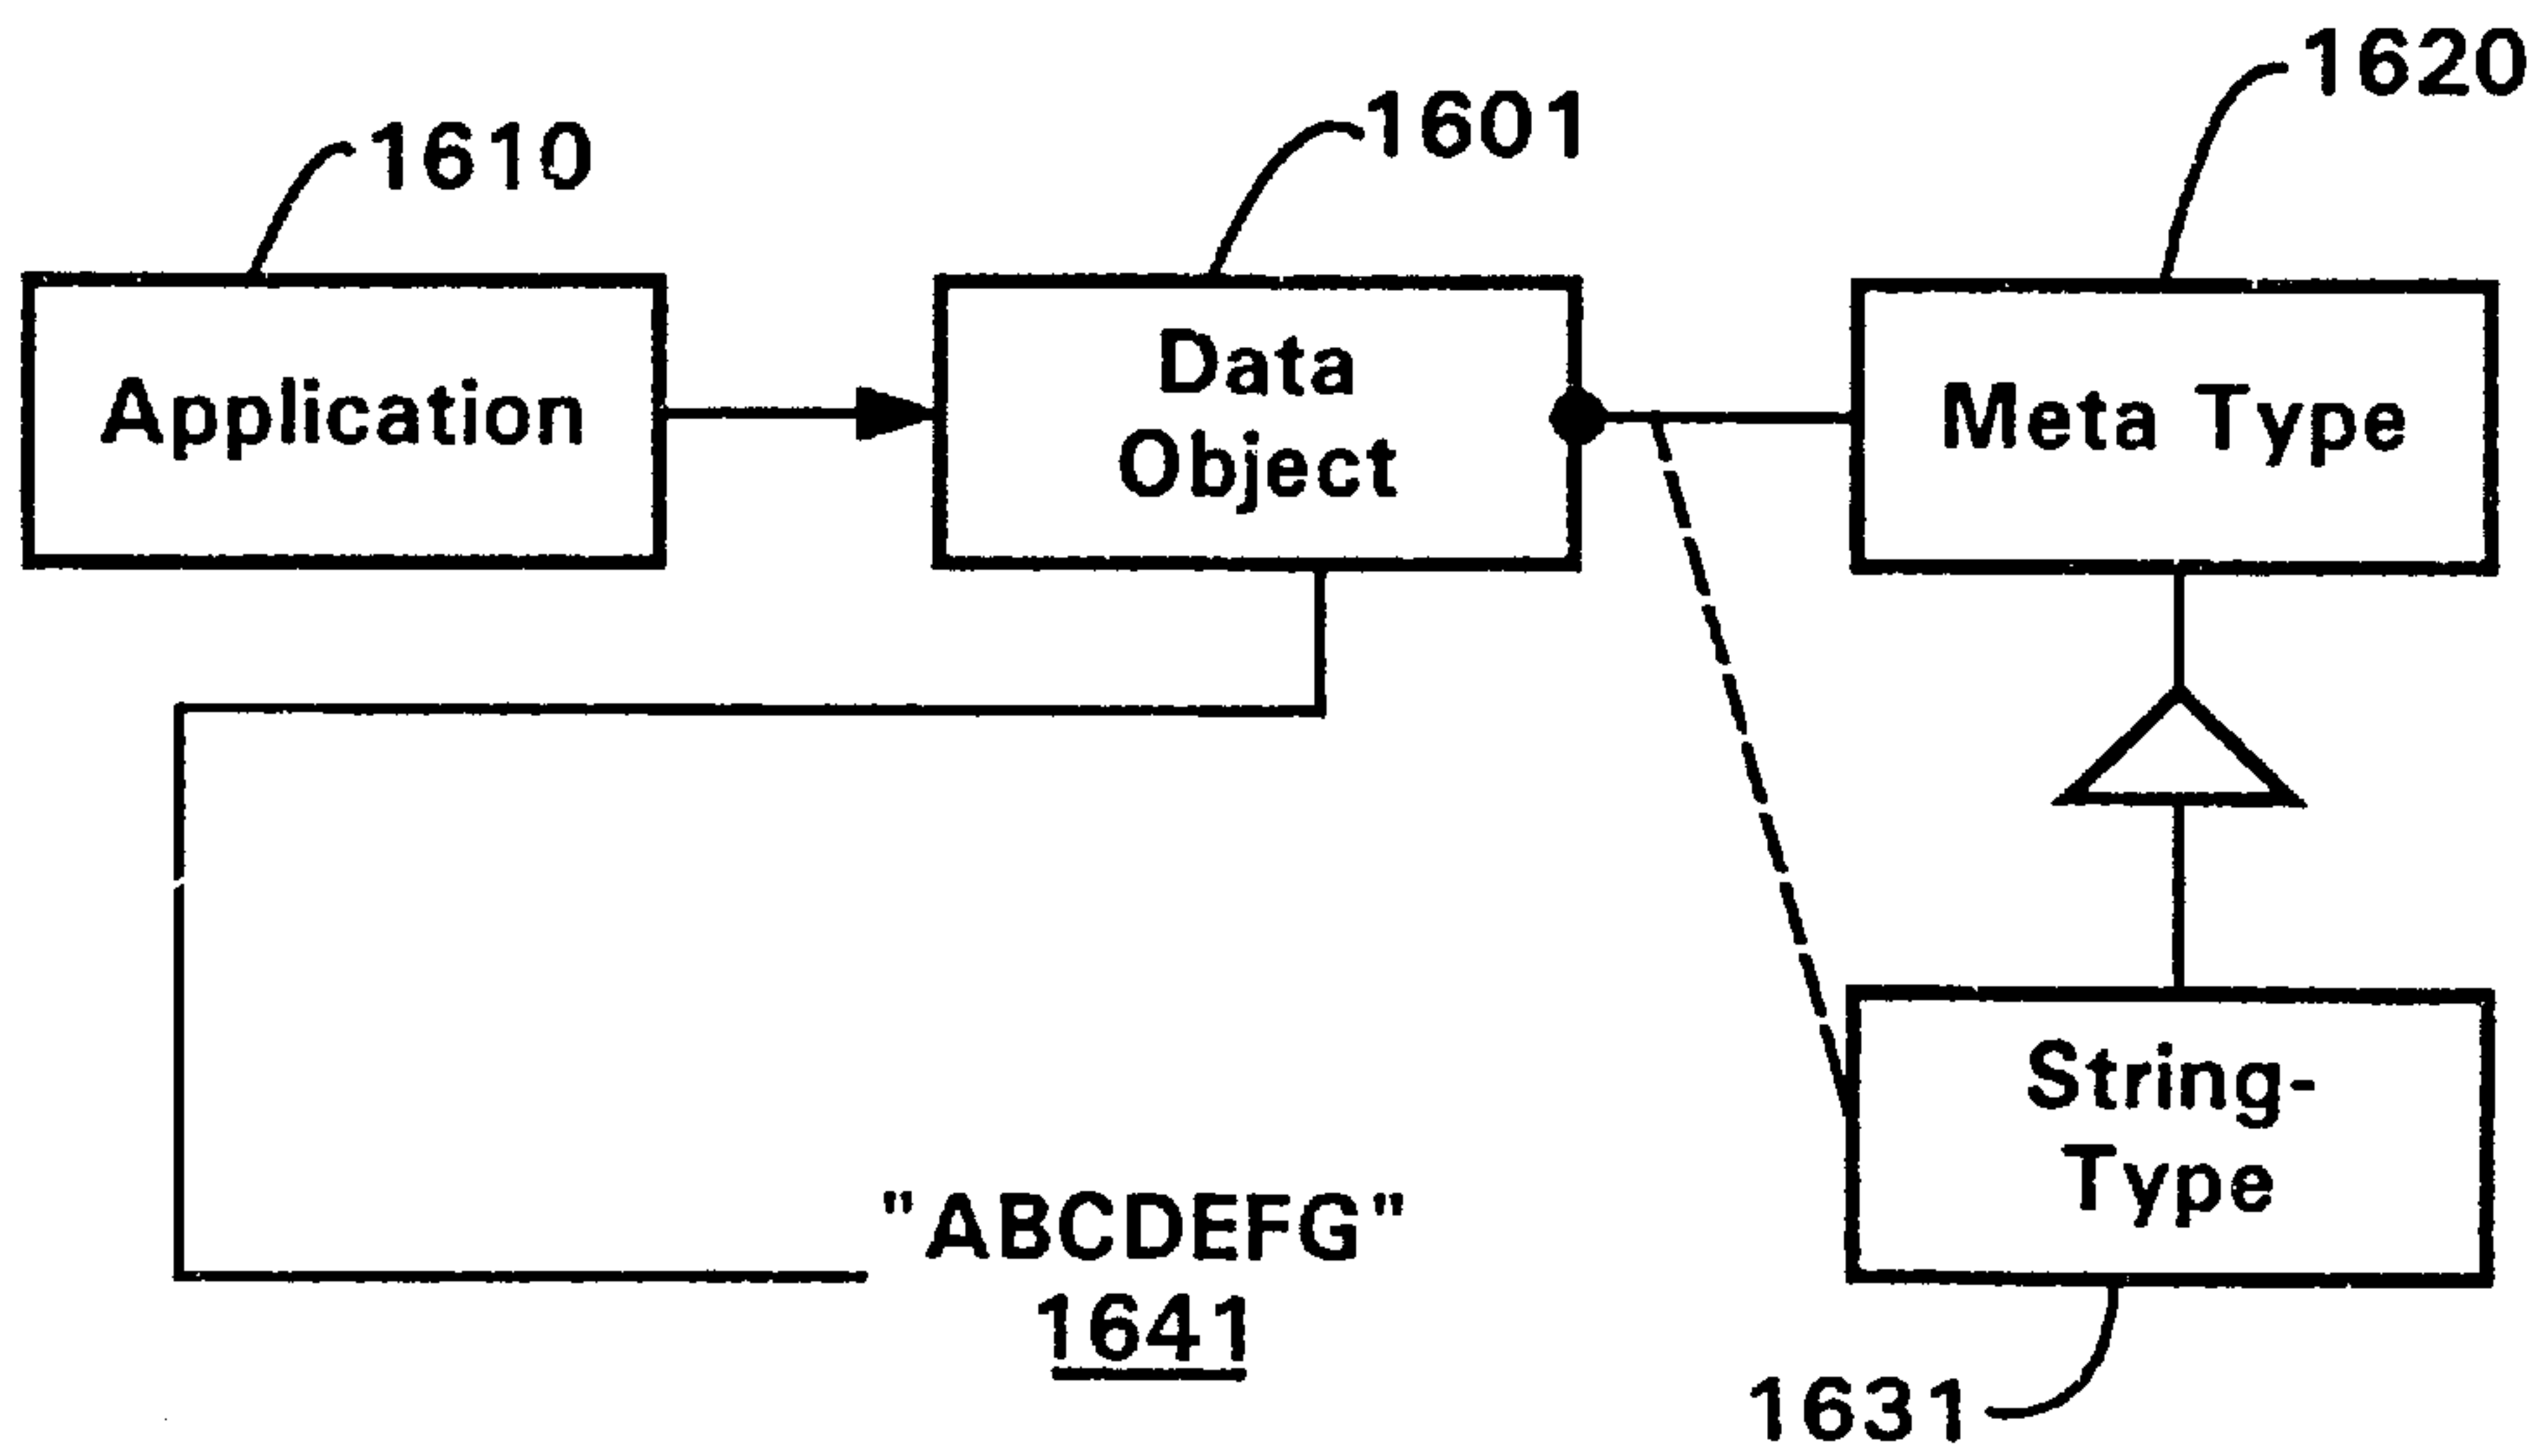 1620
1601
1610
Application
Data
Object
Meta Type
String-
Type
"ABCDEFG"
1641
1631